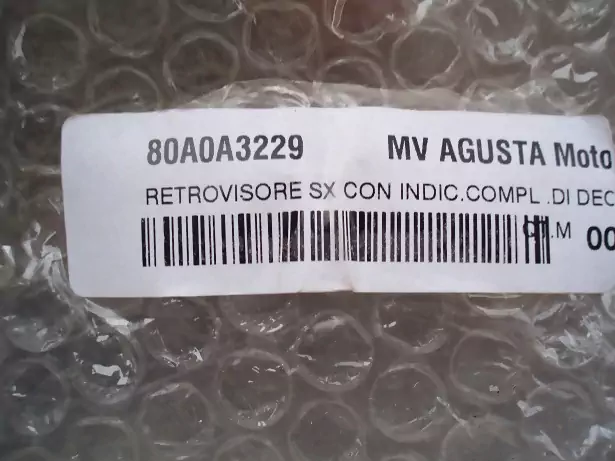 80A0A3229 MV AGUSTA Moto
RETROVISORE SX CON INDIC.COMPL .DI DEC
.M 00